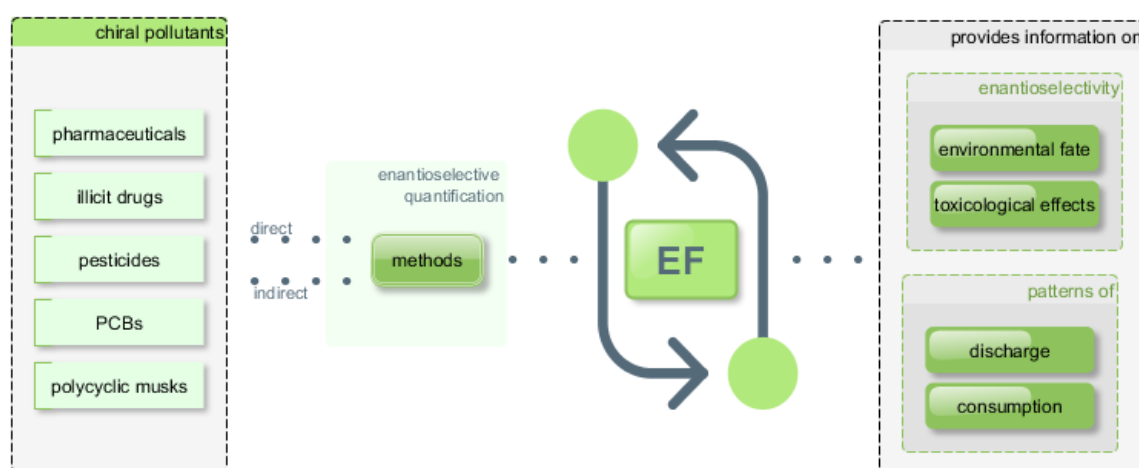 chiral pollutants
pharmaceuticals
illicit drugs
pesticides
PCBs
polycyclic musks
direct
indirect
enantioselective
quantification
methods
EF
provides information on
enantioselectivity
environmental fate
toxicological effects
patterns of
discharge
consumption